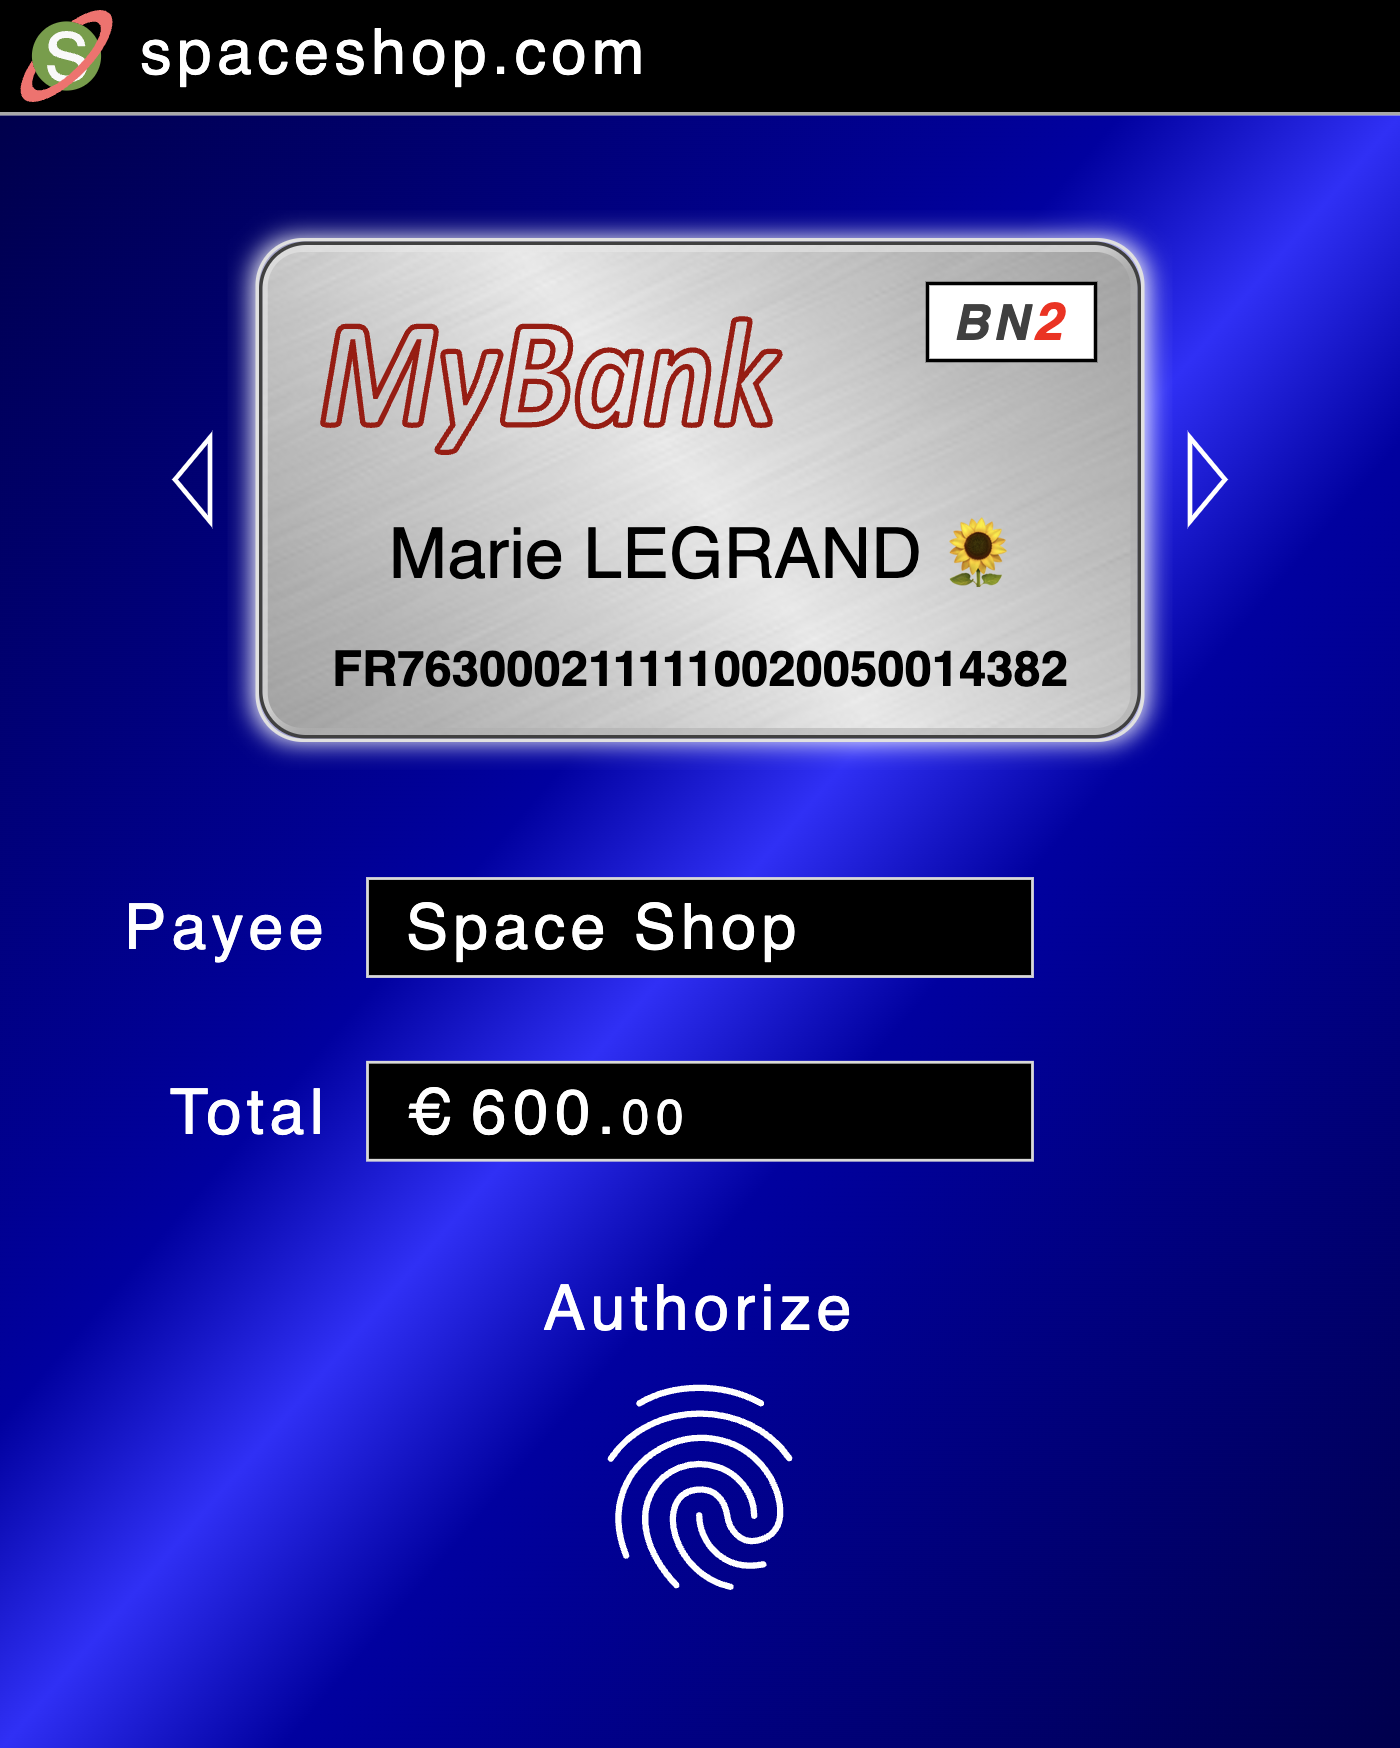 S spaceshop.com
BN2
MyBank
Marie LEGRAND 🌻
FR7630002111110020050014382
Payee Space Shop
Total € 600.00
Authorize